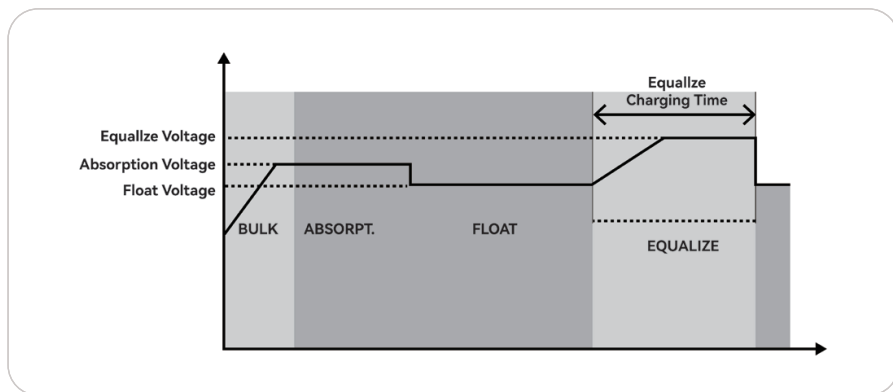 Equallze
Charging Time
Equallze Voltage
Absorption Voltage
Float Voltage
BULK
ABSORPT.
FLOAT
EQUALIZE